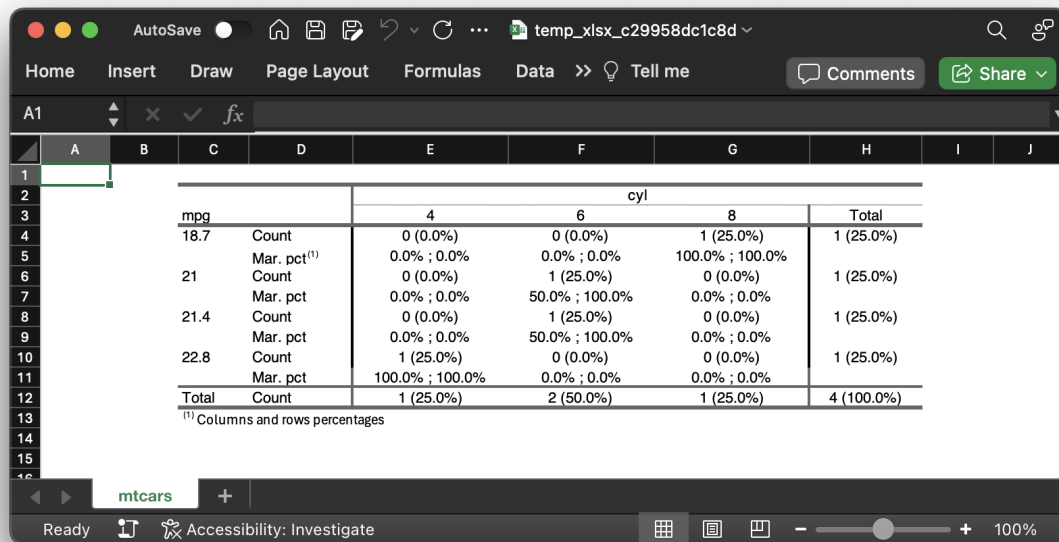 AutoSave temp_xlsx_c29958dc1c8d
Home Insert Draw Page Layout Formulas Data >> Tell me Comments Share
A1 fx
A B C D E F G H I J
1
2 cyl
3 mpg 4 6 8 Total
4 18.7 Count 0 (0.0%) 0 (0.0%) 1 (25.0%) 1 (25.0%)
5 Mar. pct(1) 0.0% ; 0.0% 0.0% ; 0.0% 100.0% ; 100.0%
6 21 Count 0 (0.0%) 1 (25.0%) 0 (0.0%) 1 (25.0%)
7 Mar. pct 0.0% ; 0.0% 50.0% ; 100.0% 0.0% ; 0.0%
8 21.4 Count 0 (0.0%) 1 (25.0%) 0 (0.0%) 1 (25.0%)
9 Mar. pct 0.0% ; 0.0% 50.0% ; 100.0% 0.0% ; 0.0%
10 22.8 Count 1 (25.0%) 0 (0.0%) 0 (0.0%) 1 (25.0%)
11 Mar. pct 100.0% ; 100.0% 0.0% ; 0.0% 0.0% ; 0.0%
12 Total Count 1 (25.0%) 2 (50.0%) 1 (25.0%) 4 (100.0%)
13 (1) Columns and rows percentages
14
15
16
mtcars +
Ready Accessibility: Investigate - + 100%